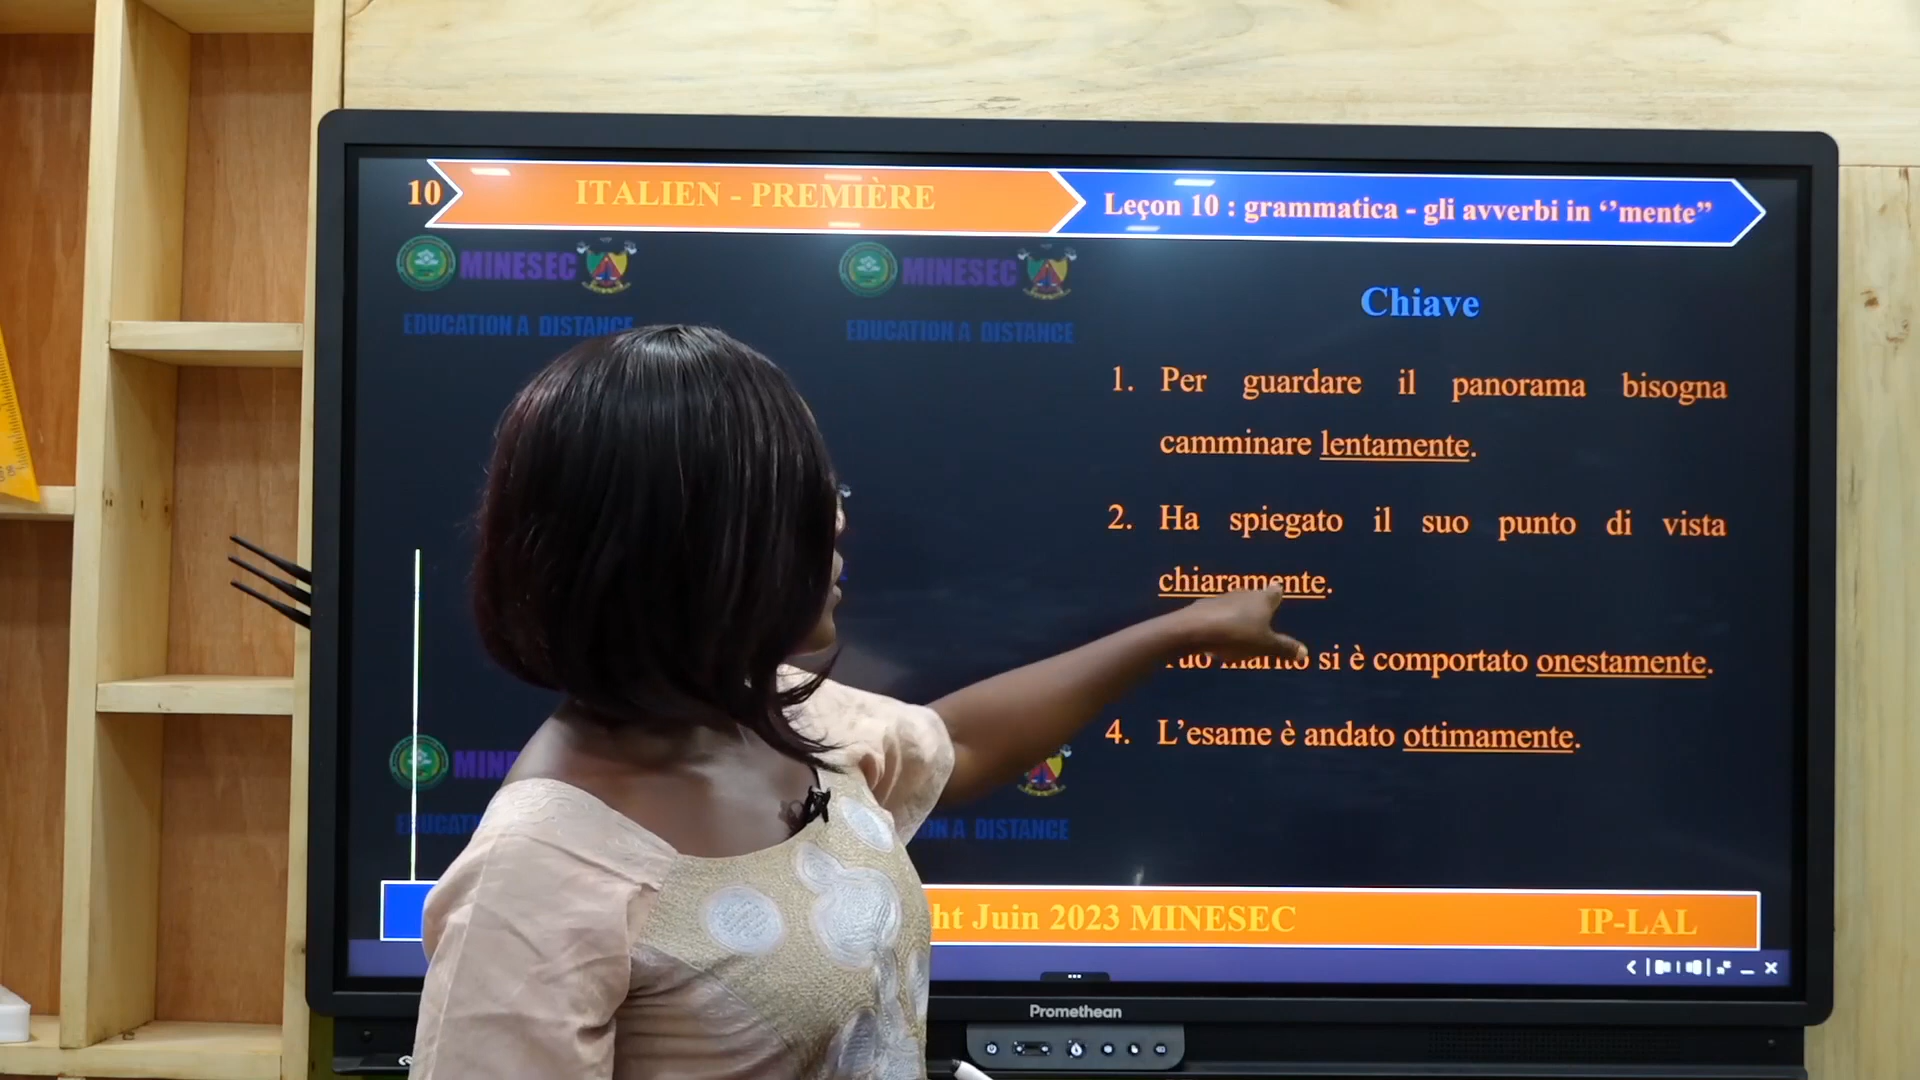 10
ITALIEN - PREMIÈRE
Leçon 10 : grammatica - gli avverbi in ‘’mente”
MINESEC
MINESEC
EDUCATION A DISTANCE
EDUCATION A DISTANCE
Chiave
1. Per guardare il panorama bisogna
camminare lentamente.
2. Ha spiegato il suo punto di vista
chiaramente.
marito si è comportato onestamente.
4. L’esame è andato ottimamente.
A DISTANCE
Juin 2023 MINESEC
IP-LAL
Promethean